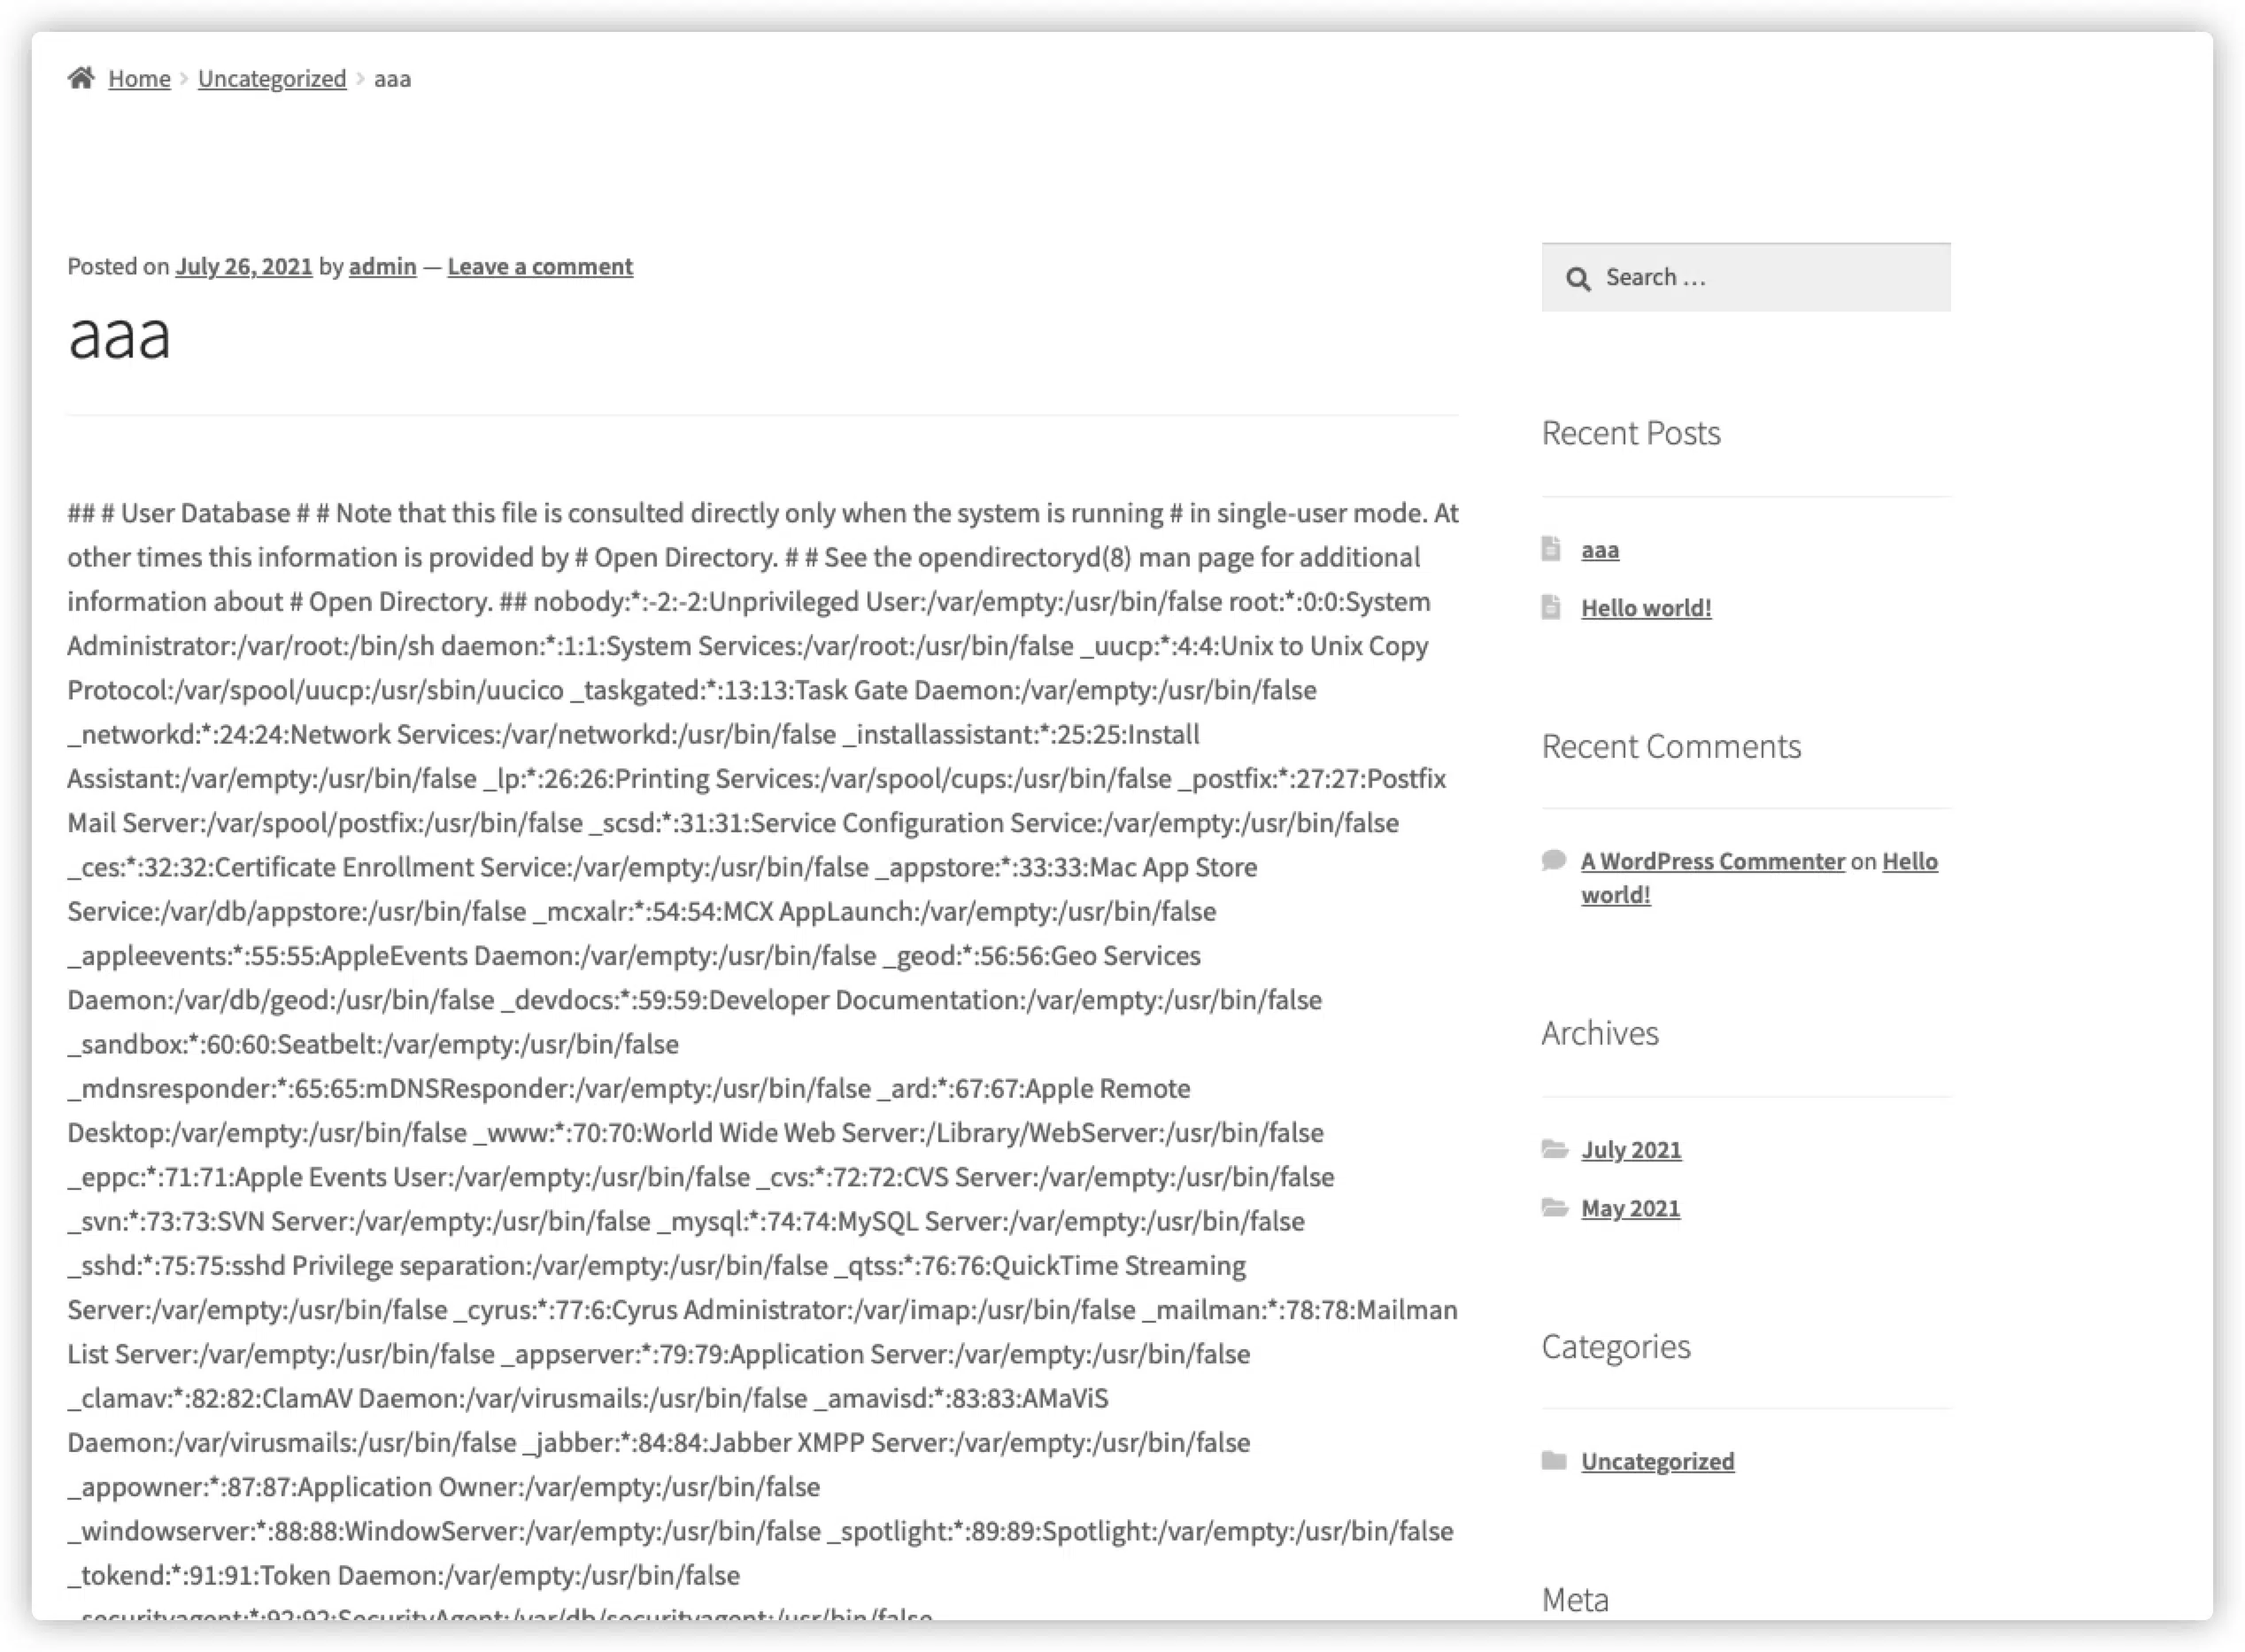 Home > Uncategorized > aaa
Posted on July 26, 2021 by admin — Leave a comment
aaa
## # User Database # # Note that this file is consulted directly only when the system is running # in single-user mode. At
other times this information is provided by # Open Directory. # # See the opendirectoryd(8) man page for additional
information about # Open Directory. ## nobody:*:-2:-2:Unprivileged User:/var/empty:/usr/bin/false root:*:0:0:System
Administrator:/var/root:/bin/sh daemon:*:1:1:System Services:/var/root:/usr/bin/false _uucp:*:4:4:Unix to Unix Copy
Protocol:/var/spool/uucp:/usr/sbin/uucico _taskgated:*:13:13:Task Gate Daemon:/var/empty:/usr/bin/false
_networkd:*:24:24:Network Services:/var/networkd:/usr/bin/false _installassistant:*:25:25:Install
Assistant:/var/empty:/usr/bin/false _lp:*:26:26:Printing Services:/var/spool/cups:/usr/bin/false _postfix:*:27:27:Postfix
Mail Server:/var/spool/postfix:/usr/bin/false _scsd:*:31:31:Service Configuration Service:/var/empty:/usr/bin/false
_ces:*:32:32:Certificate Enrollment Service:/var/empty:/usr/bin/false _appstore:*:33:33:Mac App Store
Service:/var/db/appstore:/usr/bin/false _mcxalr:*:54:54:MCX AppLaunch:/var/empty:/usr/bin/false
_appleevents:*:55:55:AppleEvents Daemon:/var/empty:/usr/bin/false _geod:*:56:56:Geo Services
Daemon:/var/db/geod:/usr/bin/false _devdocs:*:59:59:Developer Documentation:/var/empty:/usr/bin/false
_sandbox:*:60:60:Seatbelt:/var/empty:/usr/bin/false
_mdnsresponder:*:65:65:mDNSResponder:/var/empty:/usr/bin/false _ard:*:67:67:Apple Remote
Desktop:/var/empty:/usr/bin/false _www:*:70:70:World Wide Web Server:/Library/WebServer:/usr/bin/false
_eppc:*:71:71:Apple Events User:/var/empty:/usr/bin/false _cvs:*:72:72:CVS Server:/var/empty:/usr/bin/false
_svn:*:73:73:SVN Server:/var/empty:/usr/bin/false _mysql:*:74:74:MySQL Server:/var/empty:/usr/bin/false
_sshd:*:75:75:sshd Privilege separation:/var/empty:/usr/bin/false _qtss:*:76:76:QuickTime Streaming
Server:/var/empty:/usr/bin/false _cyrus:*:77:6:Cyrus Administrator:/var/imap:/usr/bin/false _mailman:*:78:78:Mailman
List Server:/var/empty:/usr/bin/false _appserver:*:79:79:Application Server:/var/empty:/usr/bin/false
_clamav:*:82:82:ClamAV Daemon:/var/virusmails:/usr/bin/false _amavisd:*:83:83:AMaViS
Daemon:/var/virusmails:/usr/bin/false _jabber:*:84:84:Jabber XMPP Server:/var/empty:/usr/bin/false
_appowner:*:87:87:Application Owner:/var/empty:/usr/bin/false
_windowserver:*:88:88:WindowServer:/var/empty:/usr/bin/false _spotlight:*:89:89:Spotlight:/var/empty:/usr/bin/false
_tokend:*:91:91:Token Daemon:/var/empty:/usr/bin/false
_securityagent:*:92:92:SecurityAgent:/var/db/securityagent:/usr/bin/false
Search …
Recent Posts
aaa
Hello world!
Recent Comments
A WordPress Commenter on Hello
world!
Archives
July 2021
May 2021
Categories
Uncategorized
Meta